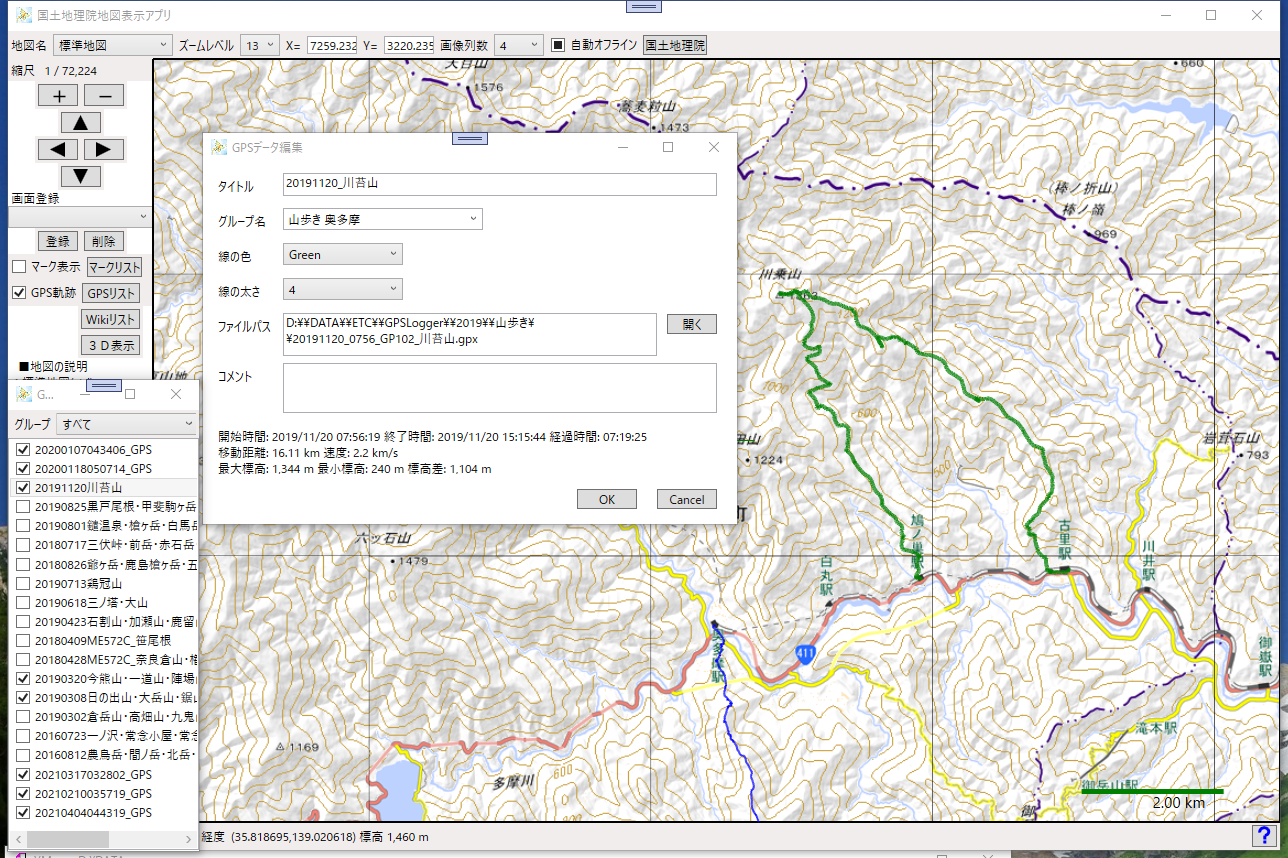 国土地理院地図表示アプリ
地図名 標準地図 ズームレベル 13 X= 7259.232 Y= 3220.235 画像列数 4 自動オフライン 国土地理院
縮尺 1 / 72,224
+ −
▲
◀ ▶
▼
画面登録
登録 削除
マーク表示 マークリスト
GPS軌跡 GPSリスト
Wikiリスト
3D表示
■地図の説明
GPSデータ編集
タイトル 20191120_川苔山
グループ名 山歩き 奥多摩
線の色 Green
線の太さ 4
ファイルパス D:¥¥DATA¥¥ETC¥¥GPSLogger¥¥2019¥¥山歩き¥
¥20191120_0756_GP102_川苔山.gpx
開く
コメント
開始時間: 2019/11/20 07:56:19 終了時間: 2019/11/20 15:15:44 経過時間: 07:19:25
移動距離: 16.11 km 速度: 2.2 km/s
最大標高: 1,344 m 最小標高: 240 m 標高差: 1,104 m
OK Cancel
G...
グループ すべて
20200107043406_GPS
20200118050714_GPS
20191120川苔山
20190825黒戸尾根・甲斐駒ヶ岳
20190801鑓温泉・槍ヶ岳・白馬岳
20180717三伏峠・前岳・赤石岳
20180826爺ヶ岳・鹿島槍ヶ岳・五
20190713鶏冠山
20190618三ノ塔・大山
20190423石割山・加瀬山・鹿留
20180409ME572C_笹尾根
20180428ME572C_奈良倉山・
20190320今熊山・一道山・陣場
20190308日の出山・大岳山・鋸
20190302倉岳山・高畑山・九鬼
20160723一ノ沢・常念小屋・常念
20160812農鳥岳・間ノ岳・北岳・
20210317032802_GPS
20210210035719_GPS
20210404044319_GPS
天目山
1576
蕎麦粒山
1473
660
(棒ノ折山)
棒ノ嶺
969
川乗山
1363
1200
1000
600
600
1224
岩茸石山
793
町
六ッ石山
1479
鳩ノ巣駅
古里駅
白丸駅
川井駅
奥多摩駅
411
御嶽駅
滝本駅
御岳山駅
1169
多摩川
600
御
2.00 km
経度 (35.818695,139.020618) 標高 1,460 m
?